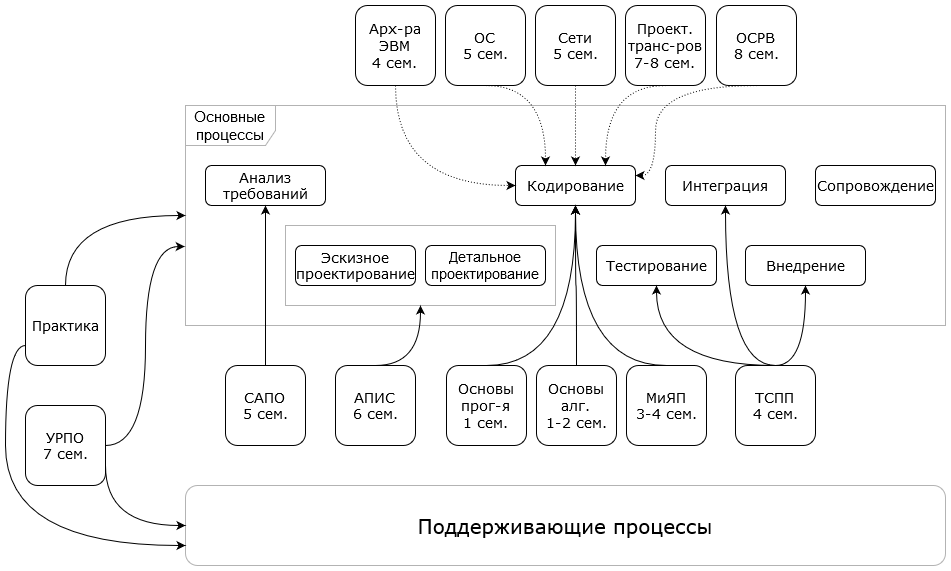 Арх-ра
ЭВМ
4 сем.
ОС
5 сем.
Сети
5 сем.
Проект.
транс-ров
7-8 сем.
ОСРВ
8 сем.
Основные
процессы
Анализ
требований
Кодирование
Интеграция
Сопровождение
Эскизное
проектирование
Детальное
проектирование
Тестирование
Внедрение
Практика
САПО
5 сем.
АПИС
6 сем.
Основы
прог-я
1 сем.
Основы
алг.
1-2 сем.
МиЯП
3-4 сем.
ТСПП
4 сем.
УРПО
7 сем.
Поддерживающие процессы